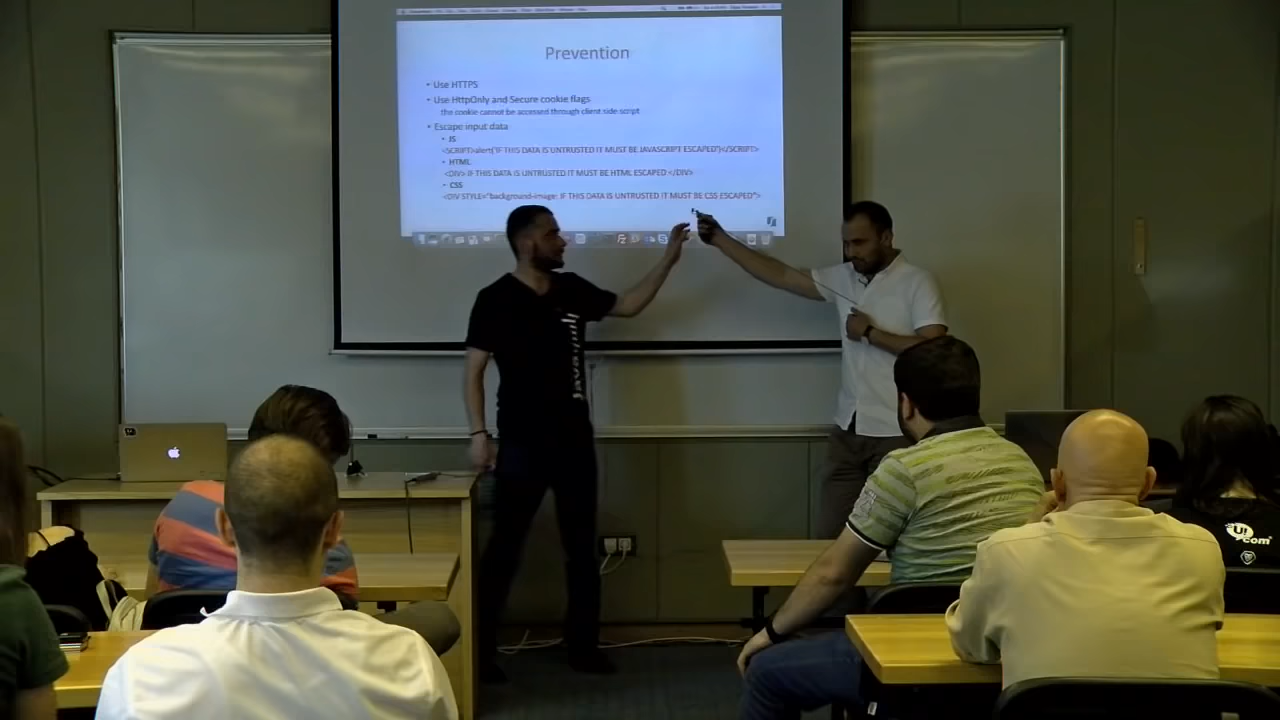 Prevention
• Use HTTPS
• Use HttpOnly and Secure cookie flags
the cookie cannot be accessed through client side script
• Escape input data
• JS
<SCRIPT>alert('IF THIS DATA IS UNTRUSTED IT MUST BE JAVASCRIPT ESCAPED')</SCRIPT>
• HTML
<DIV> IF THIS DATA IS UNTRUSTED IT MUST BE HTML ESCAPED </DIV>
• CSS
<DIV STYLE="background-image: IF THIS DATA IS UNTRUSTED IT MUST BE CSS ESCAPED">
U!
com